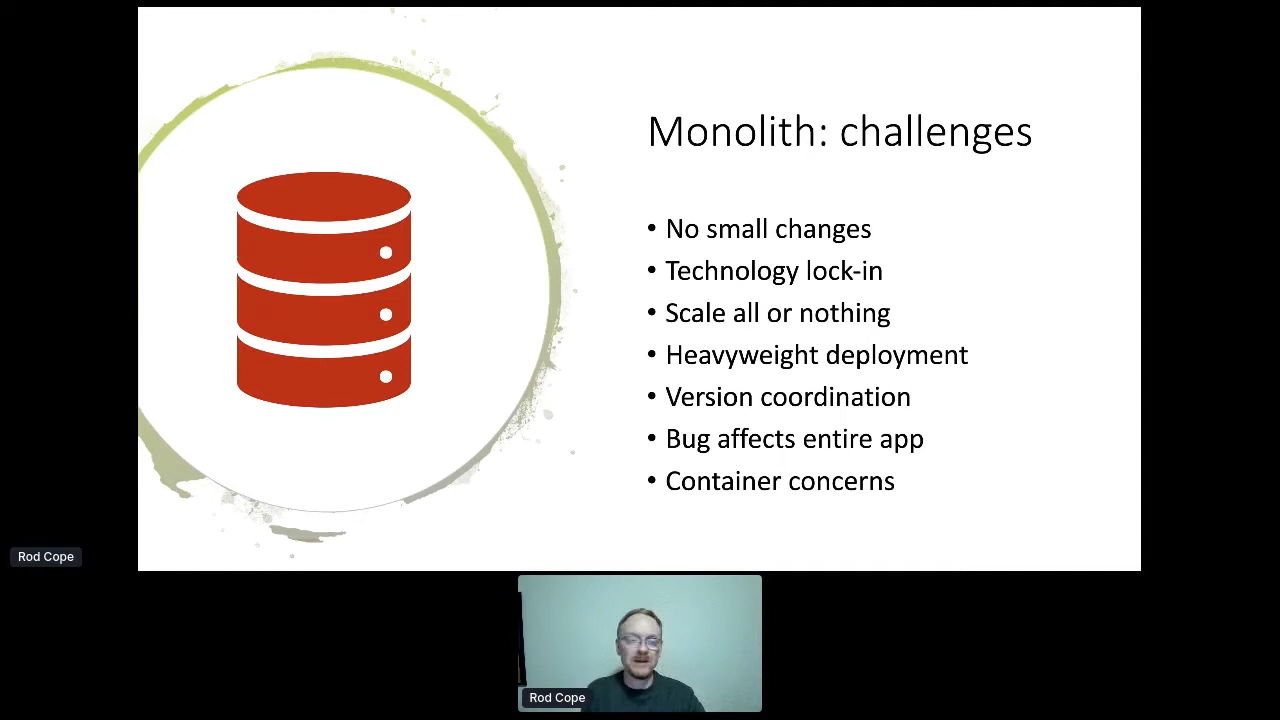 Monolith: challenges
• No small changes
• Technology lock-in
• Scale all or nothing
• Heavyweight deployment
• Version coordination
• Bug affects entire app
• Container concerns
Rod Cope
Rod Cope